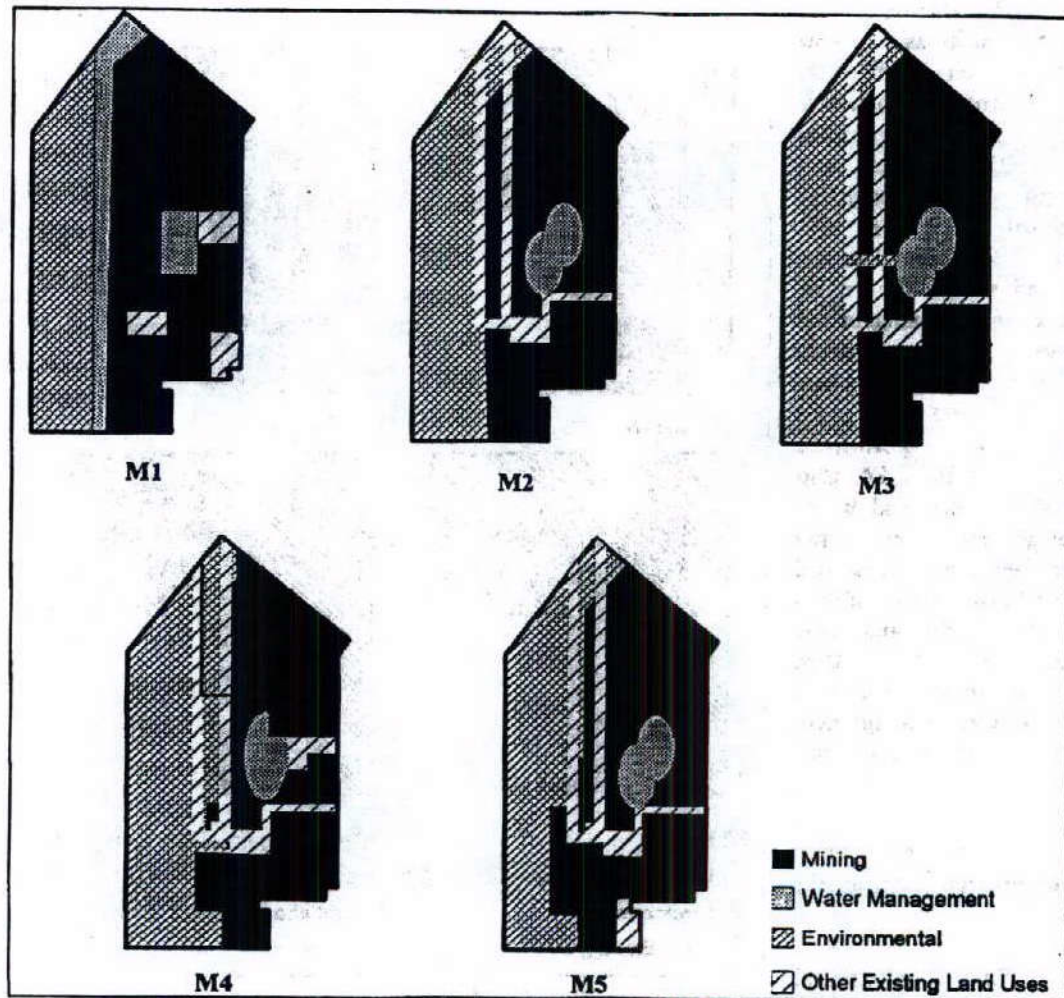 M1
M2
M3
M4
M5
Mining
Water Management
Environmental
Other Existing Land Uses